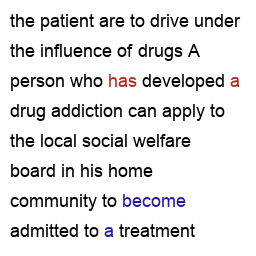 the patient are to drive under
the influence of drugs A
person who has developed a
drug addiction can apply to
the local social welfare
board in his home
community to become
admitted to a treatment